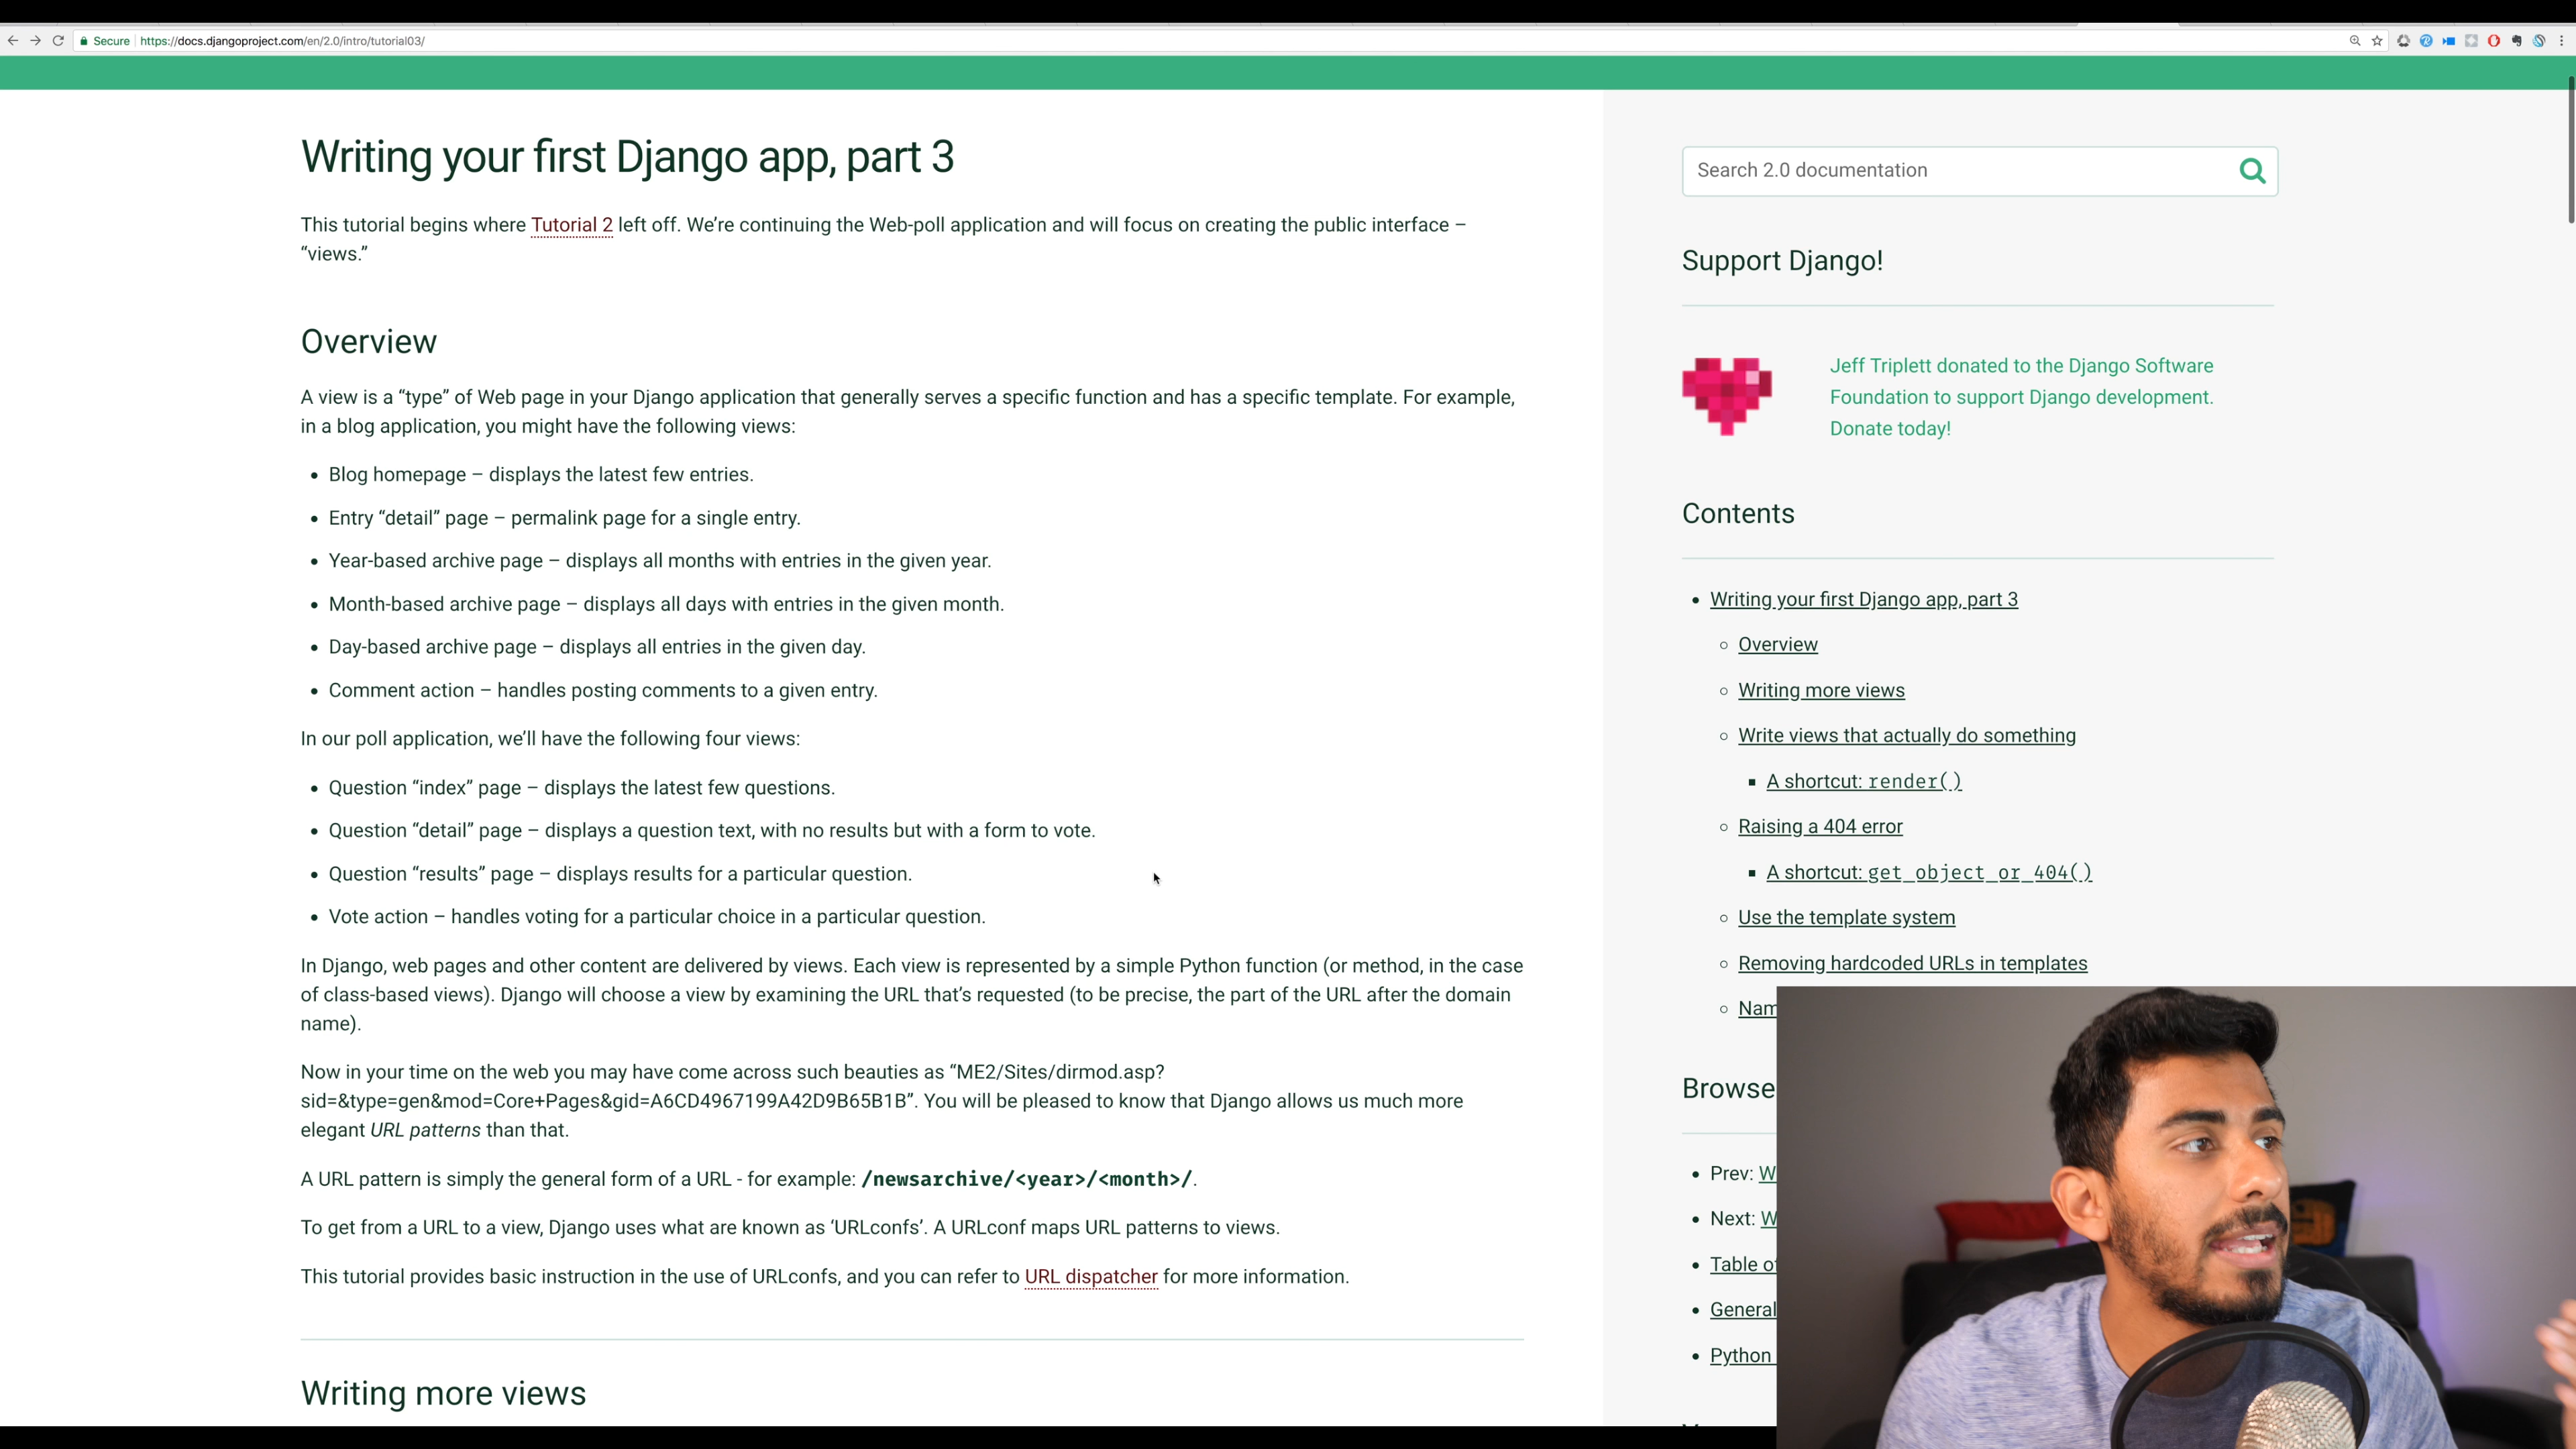 Secure https://docs.djangoproject.com/en/2.0/intro/tutorial03/
Writing your first Django app, part 3
This tutorial begins where Tutorial 2 left off. We’re continuing the Web-poll application and will focus on creating the public interface –
“views.”
Overview
A view is a “type” of Web page in your Django application that generally serves a specific function and has a specific template. For example,
in a blog application, you might have the following views:
• Blog homepage – displays the latest few entries.
• Entry “detail” page – permalink page for a single entry.
• Year-based archive page – displays all months with entries in the given year.
• Month-based archive page – displays all days with entries in the given month.
• Day-based archive page – displays all entries in the given day.
• Comment action – handles posting comments to a given entry.
In our poll application, we’ll have the following four views:
• Question “index” page – displays the latest few questions.
• Question “detail” page – displays a question text, with no results but with a form to vote.
• Question “results” page – displays results for a particular question.
• Vote action – handles voting for a particular choice in a particular question.
In Django, web pages and other content are delivered by views. Each view is represented by a simple Python function (or method, in the case
of class-based views). Django will choose a view by examining the URL that’s requested (to be precise, the part of the URL after the domain
name).
Now in your time on the web you may have come across such beauties as “ME2/Sites/dirmod.asp?
sid=&type=gen&mod=Core+Pages&gid=A6CD4967199A42D9B65B1B”. You will be pleased to know that Django allows us much more
elegant URL patterns than that.
A URL pattern is simply the general form of a URL - for example: /newsarchive/<year>/<month>/.
To get from a URL to a view, Django uses what are known as ‘URLconfs’. A URLconf maps URL patterns to views.
This tutorial provides basic instruction in the use of URLconfs, and you can refer to URL dispatcher for more information.
Writing more views
Search 2.0 documentation
Support Django!
Jeff Triplett donated to the Django Software
Foundation to support Django development.
Donate today!
Contents
• Writing your first Django app, part 3
Overview
Writing more views
Write views that actually do something
A shortcut: render()
Raising a 404 error
A shortcut: get_object_or_404()
Use the template system
Removing hardcoded URLs in templates
Nam
Browse
• Prev: W
• Next: W
• Table o
• General
• Python